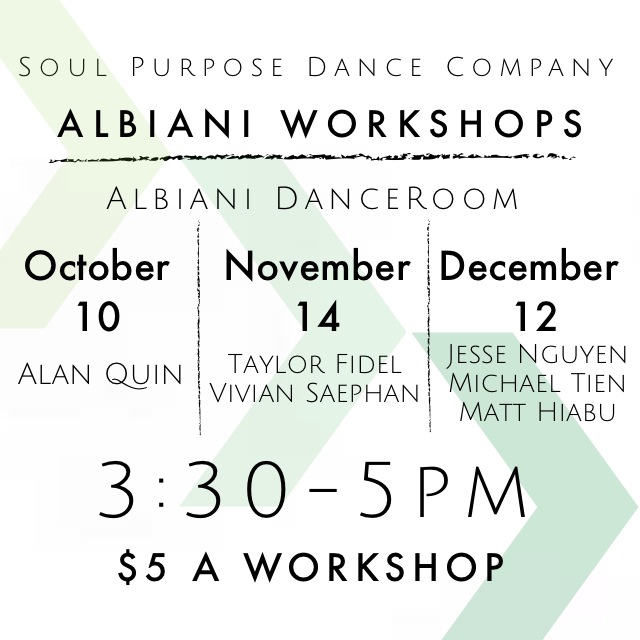 Soul Purpose Dance Company
ALBIANI WORKSHOPS
Albiani DanceRoom
October
10
Alan Quin
November
14
Taylor Fidel
Vivian Saephan
December
12
Jesse Nguyen
Michael Tien
Matt Hiabu
3:30-5PM
$5 A WORKSHOP